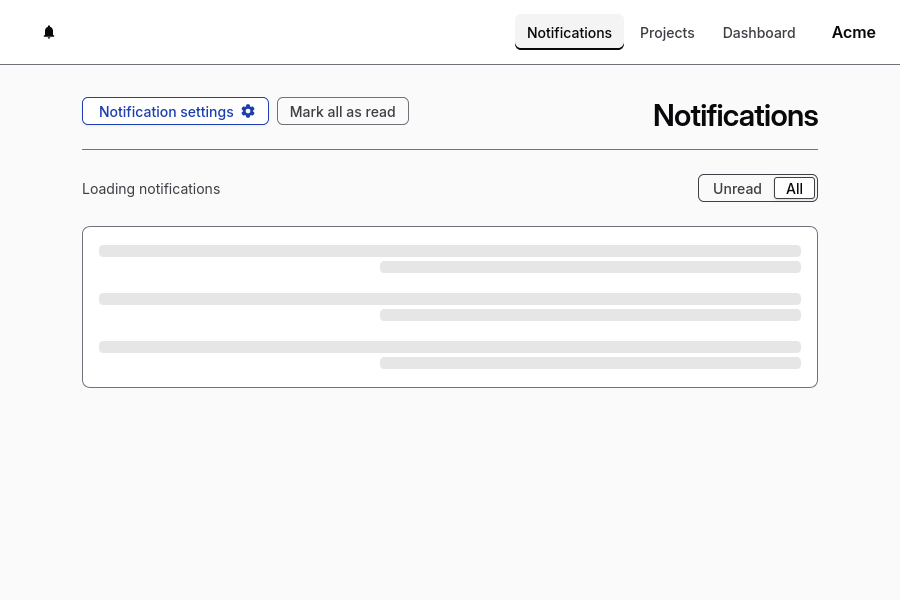 Acme
Dashboard
Projects
Notifications
Notifications
Notification settings
Mark all as read
All
Unread
Loading notifications